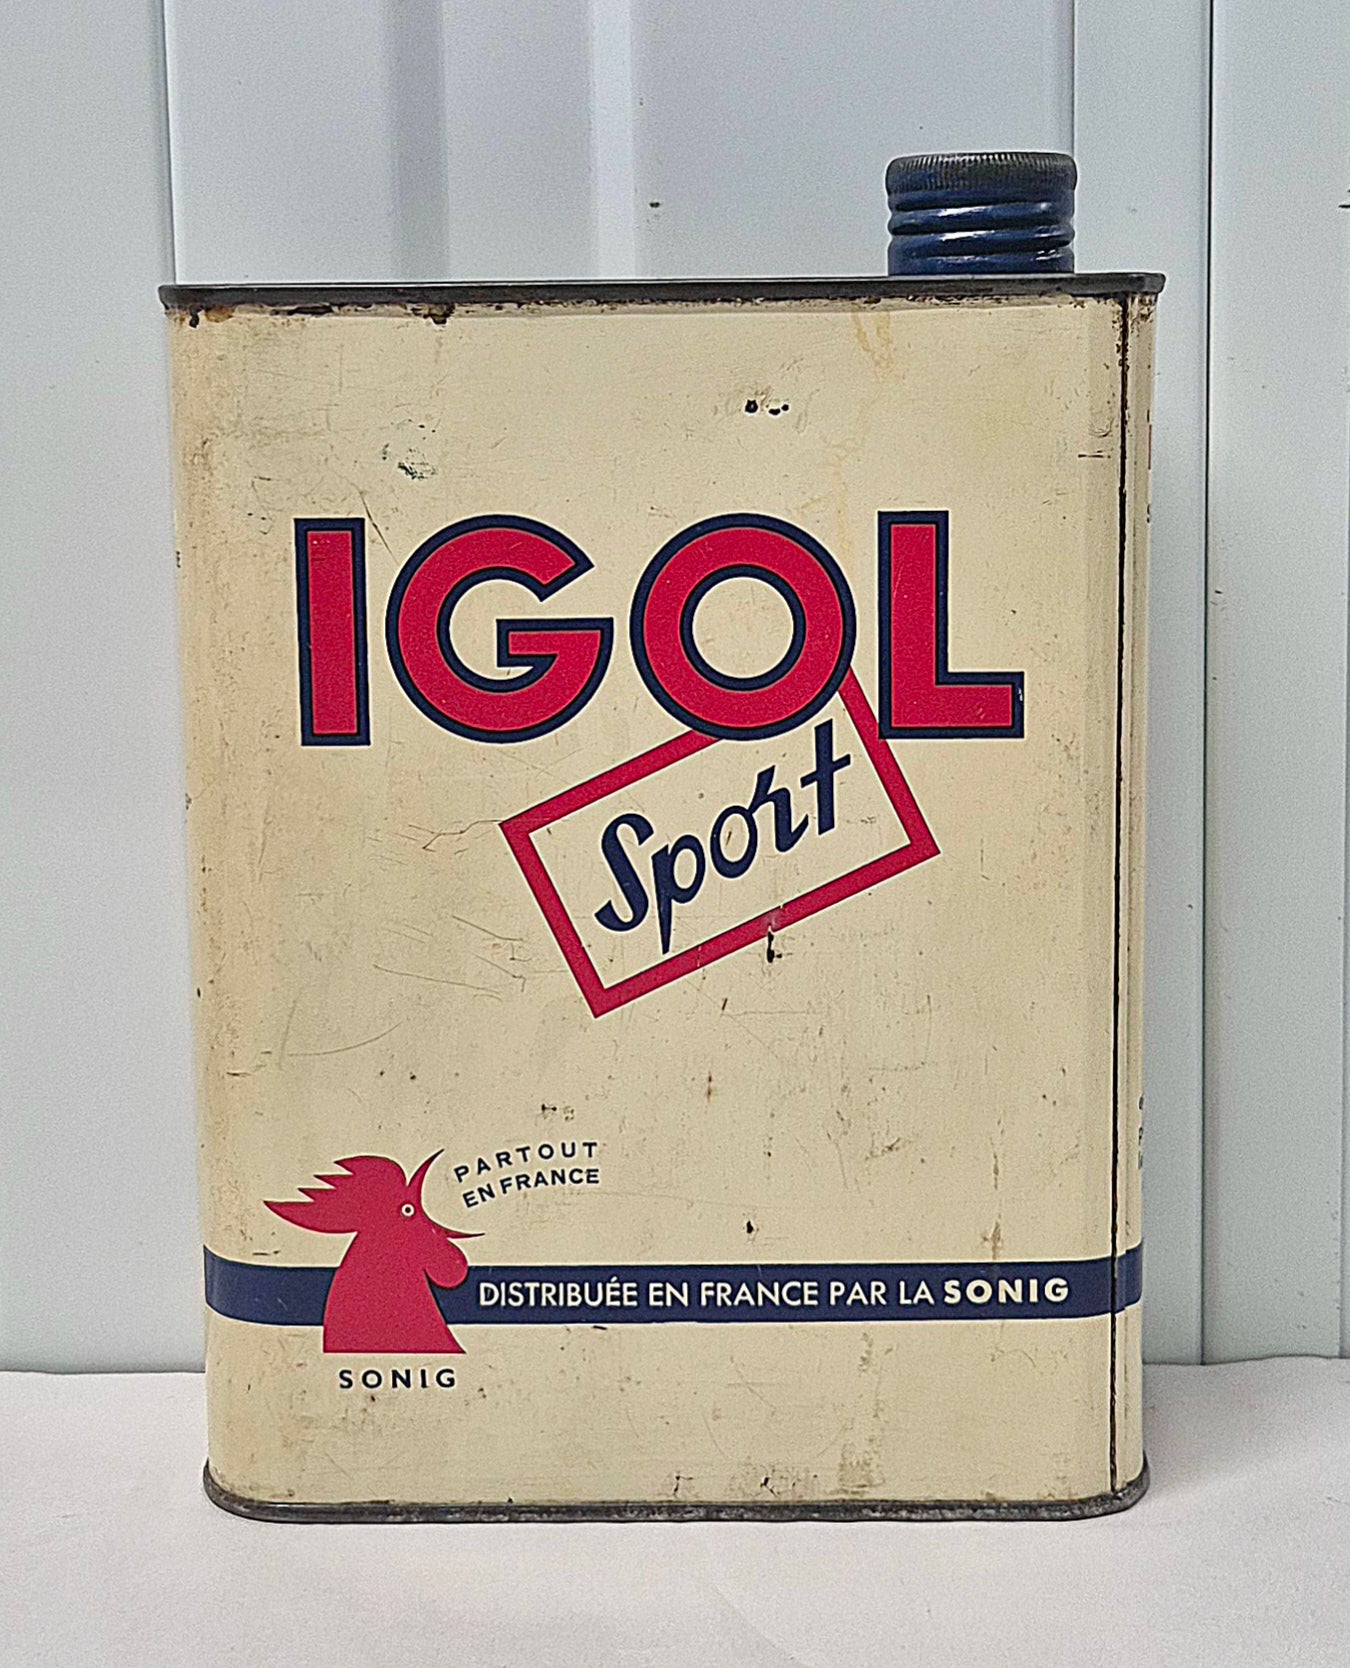 IGOL
Sport
PARTOUT
EN FRANCE
DISTRIBUÉE EN FRANCE PAR LA SONIG
SONIG